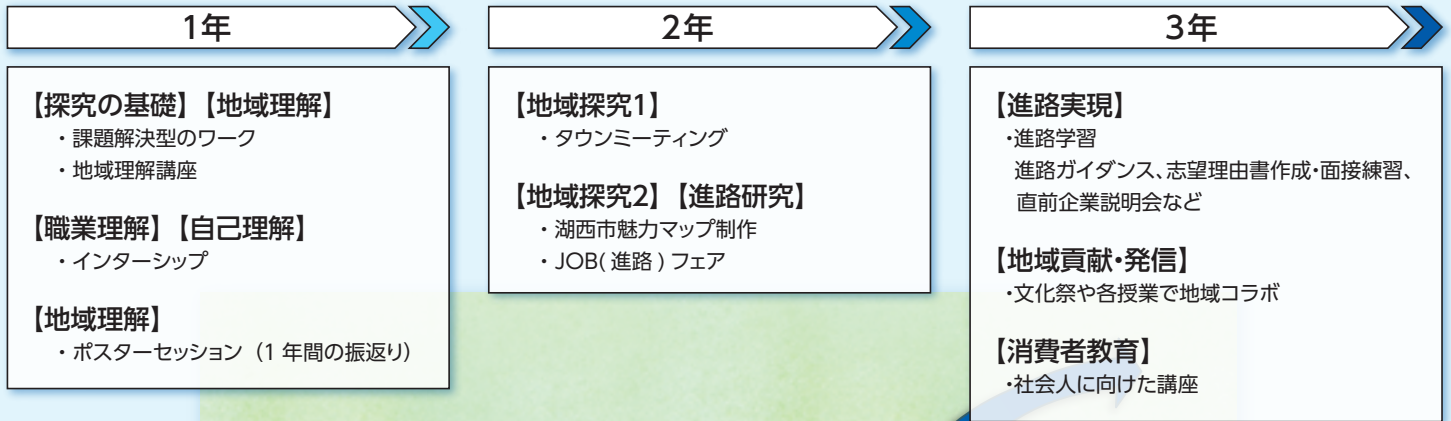 1年
【探究の基礎】【地域理解】
・課題解決型のワーク
・地域理解講座
【職業理解】【自己理解】
・インターシップ
【地域理解】
・ポスターセッション（1 年間の振返り）
2年
【地域探究1】
・タウンミーティング
【地域探究2】【進路研究】
・湖西市魅力マップ制作
・JOB( 進路 ) フェア
3年
【進路実現】
・進路学習
進路ガイダンス、志望理由書作成・面接練習、
直前企業説明会など
【地域貢献・発信】
・文化祭や各授業で地域コラボ
【消費者教育】
・社会人に向けた講座